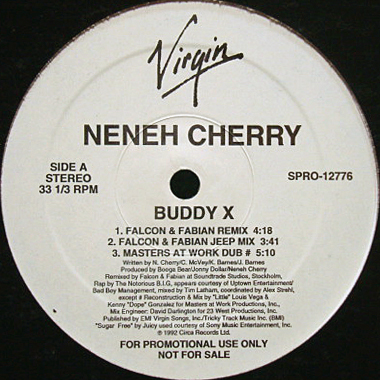 Virgin
NENEH CHERRY
SIDE A
STEREO
33 1/3 RPM
SPRO-12776
BUDDY X
1. FALCON & FABIAN REMIX 4:18
2. FALCON & FABIAN JEEP MIX 3:41
3. MASTERS AT WORK DUB # 5:10
Written by N. Cherry/C. McVey/K. Barnes/J. Barnes
Produced by Booga Bear/Jonny Dollar/Neneh Cherry
Remixed by Falcon & Fabian at Soundtrade Studios, Stockholm,
Rap by The Notorious B.I.G. appears courtesy of Uptown Entertainment/
Bad Boy Management, mixed by Tim Latham, coordinated by Alex Strehl,
except # Reconstruction & Mix by "Little" Louis Vega &
Kenny "Dope" Gonzalez for Masters at Work Productions, Inc.,
Mix Engineer: David Darlington for 23 West Productions, Inc.
Published by EMI Virgin Songs, Inc./Tricky Track Music Inc. (BMI)
"Sugar Free" by Juicy used courtesy of Sony Music Entertainment, Inc.
℗1992 Circa Records Ltd.
FOR PROMOTIONAL USE ONLY
NOT FOR SALE